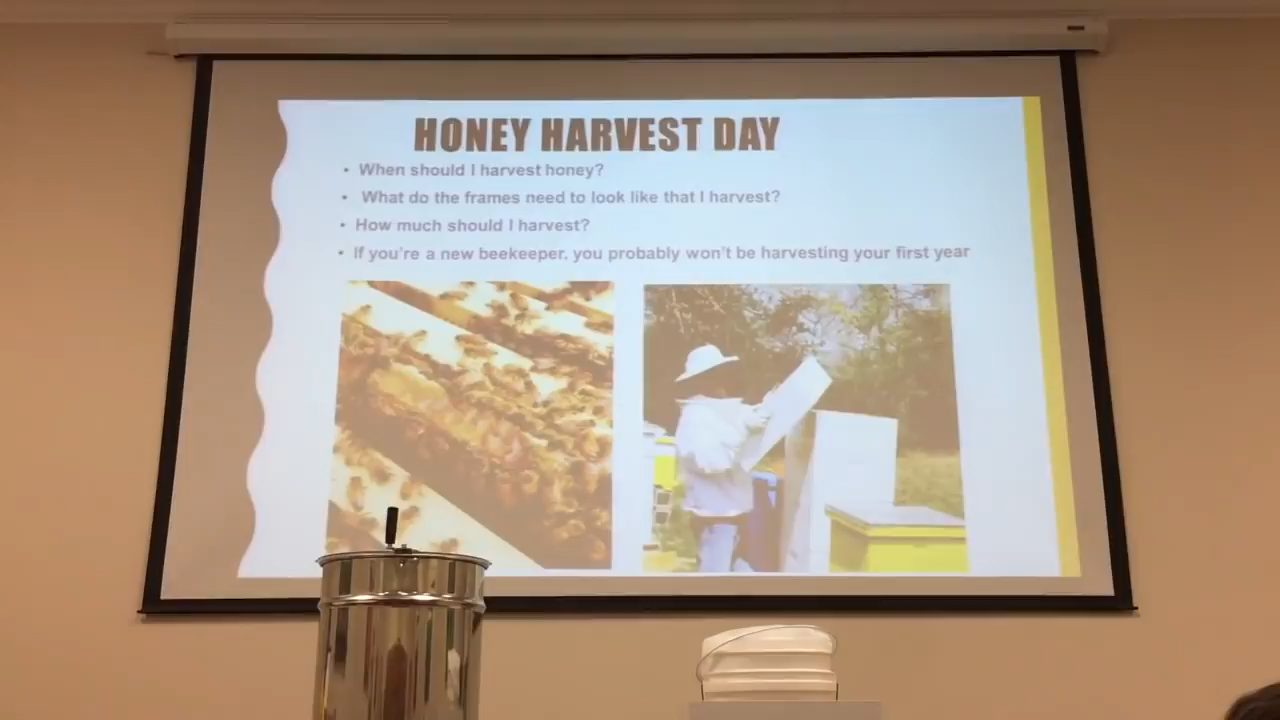 HONEY HARVEST DAY
• When should I harvest honey?
• What do the frames need to look like that I harvest?
• How much should I harvest?
• If you're a new beekeeper, you probably won't be harvesting your first year